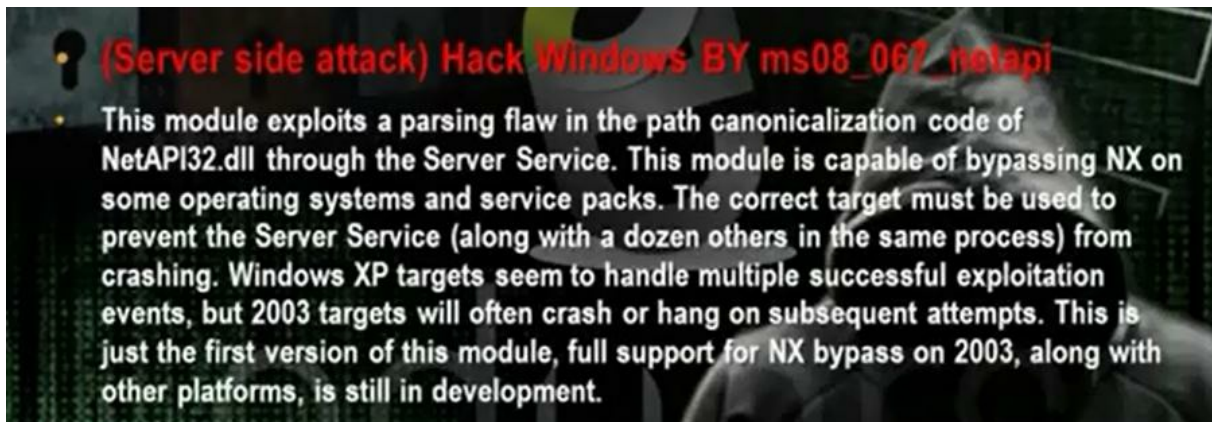 (Server side attack) Hack Windows BY ms08_067_netapi
This module exploits a parsing flaw in the path canonicalization code of
NetAPI32.dll through the Server Service. This module is capable of bypassing NX on
some operating systems and service packs. The correct target must be used to
prevent the Server Service (along with a dozen others in the same process) from
crashing. Windows XP targets seem to handle multiple successful exploitation
events, but 2003 targets will often crash or hang on subsequent attempts. This is
just the first version of this module, full support for NX bypass on 2003, along with
other platforms, is still in development.